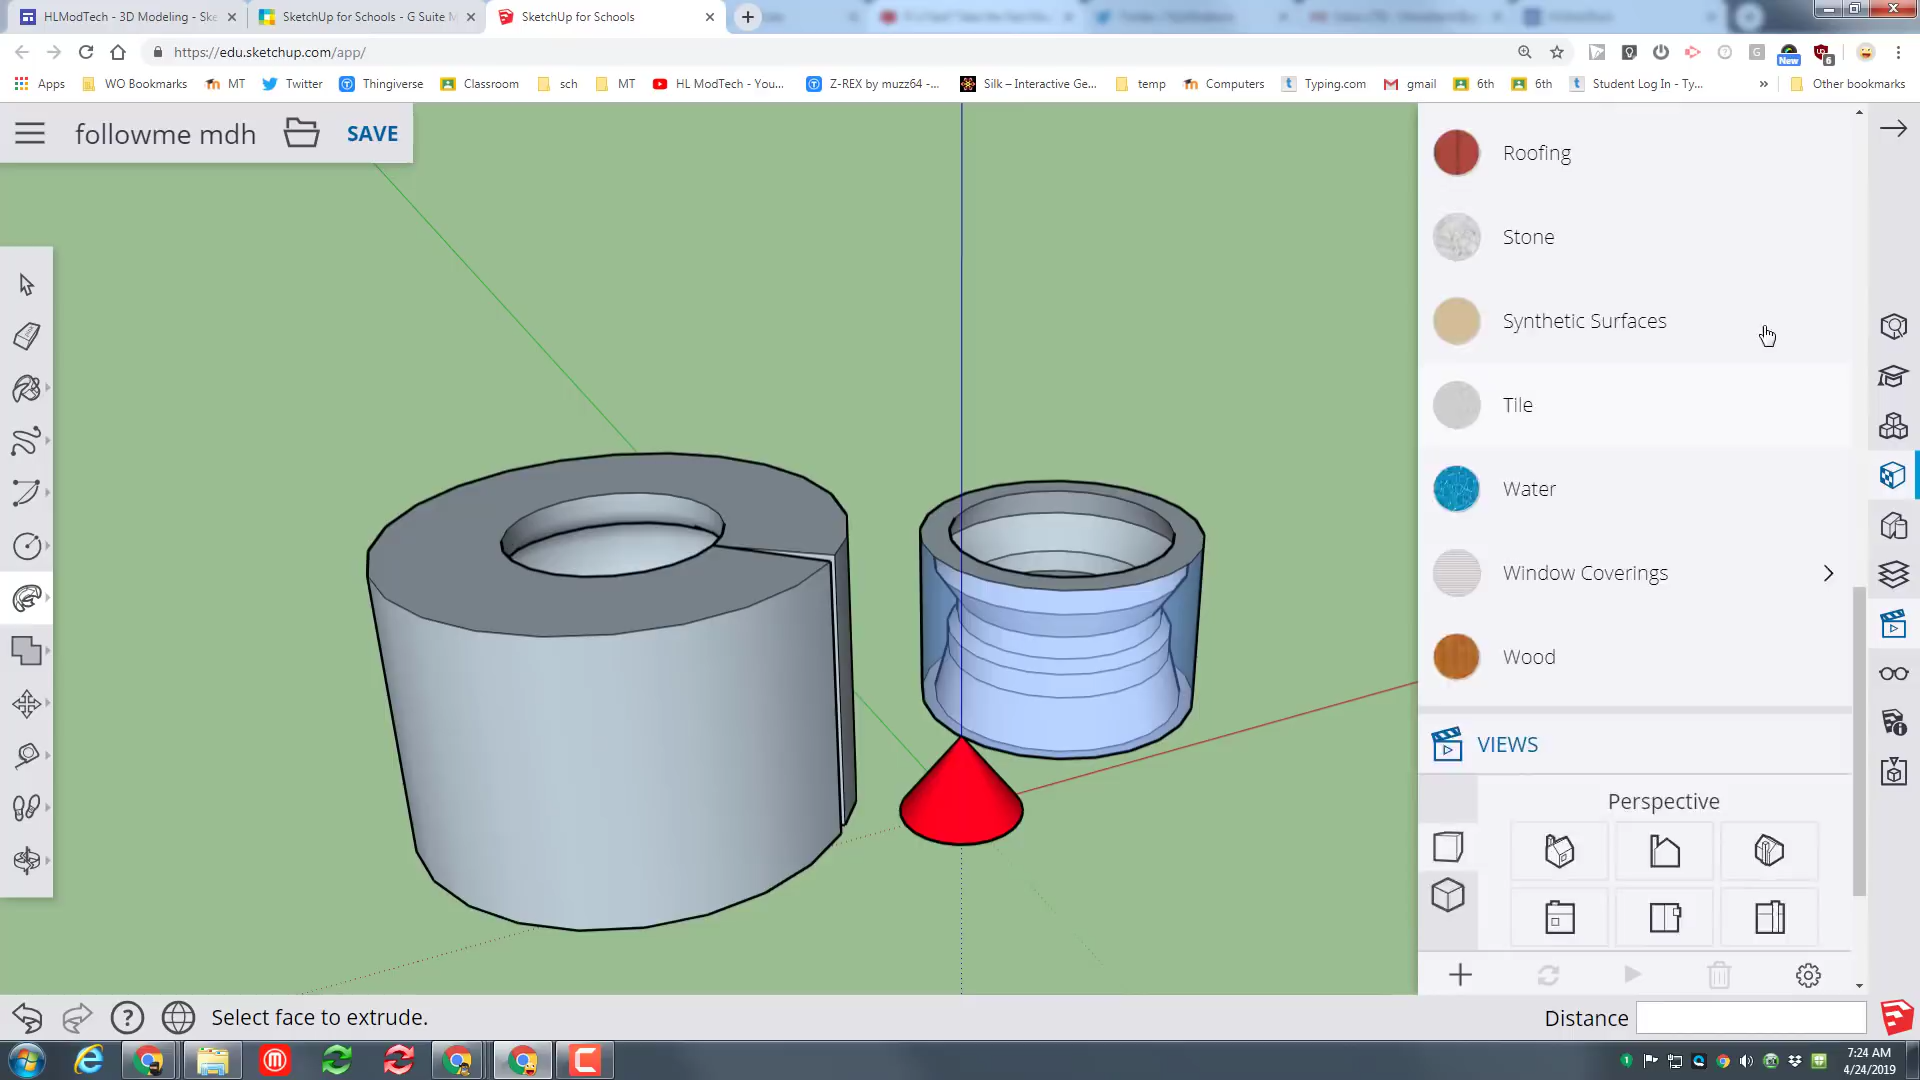 HLModTech - 3D Modeling - Ske
SketchUp for Schools - G Suite M
SketchUp for Schools
https://edu.sketchup.com/app/
New
6
Apps
WO Bookmarks
MT
Twitter
Thingiverse
Classroom
sch
MT
HL ModTech - You...
Z-REX by muzz64 -...
Silk – Interactive Ge...
temp
Computers
Typing.com
gmail
6th
6th
Student Log In - Ty...
»
Other bookmarks
followme mdh
SAVE
Roofing
Stone
Synthetic Surfaces
Tile
Water
Window Coverings
Wood
VIEWS
Perspective
Select face to extrude.
Distance
7:24 AM
4/24/2019